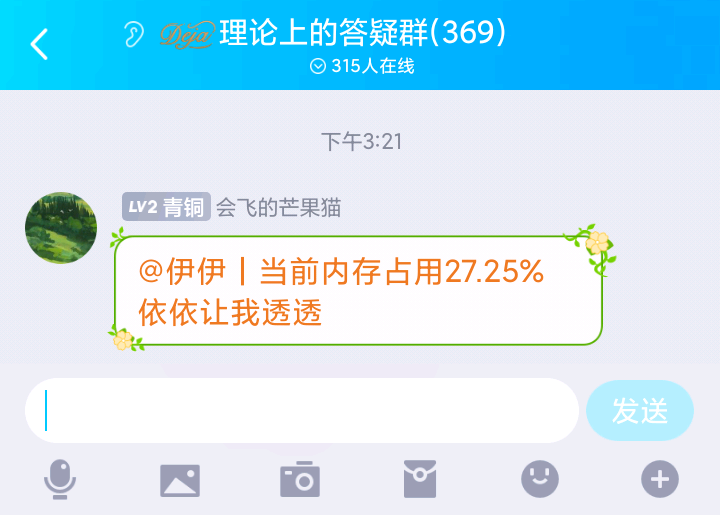 Deja 理论上的答疑群(369)
315人在线
下午3:21
LV2 青铜 会飞的芒果猫
@伊伊丨当前内存占用27.25%
依依让我透透
发送